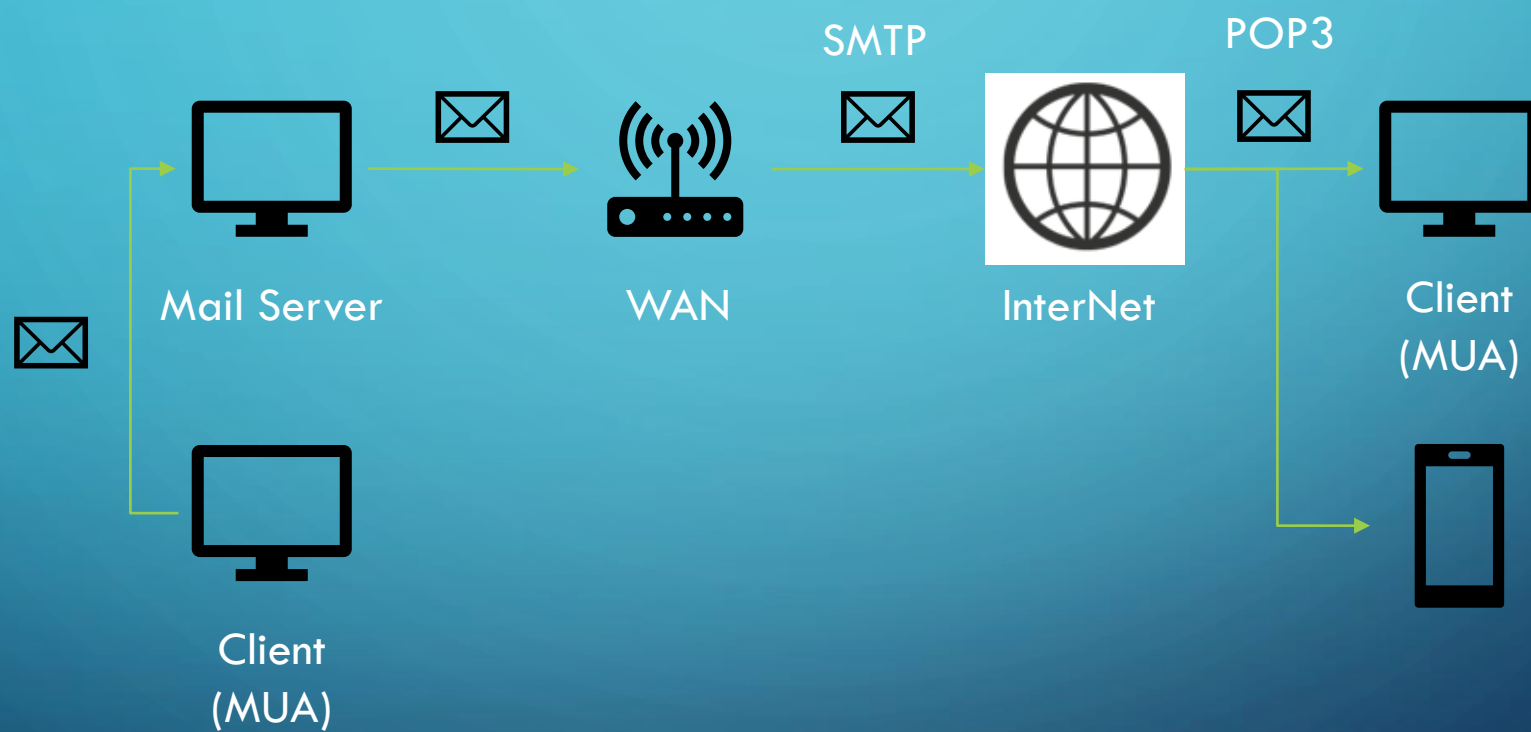 SMTP
POP3
Mail Server
WAN
InterNet
Client
(MUA)
Client
(MUA)